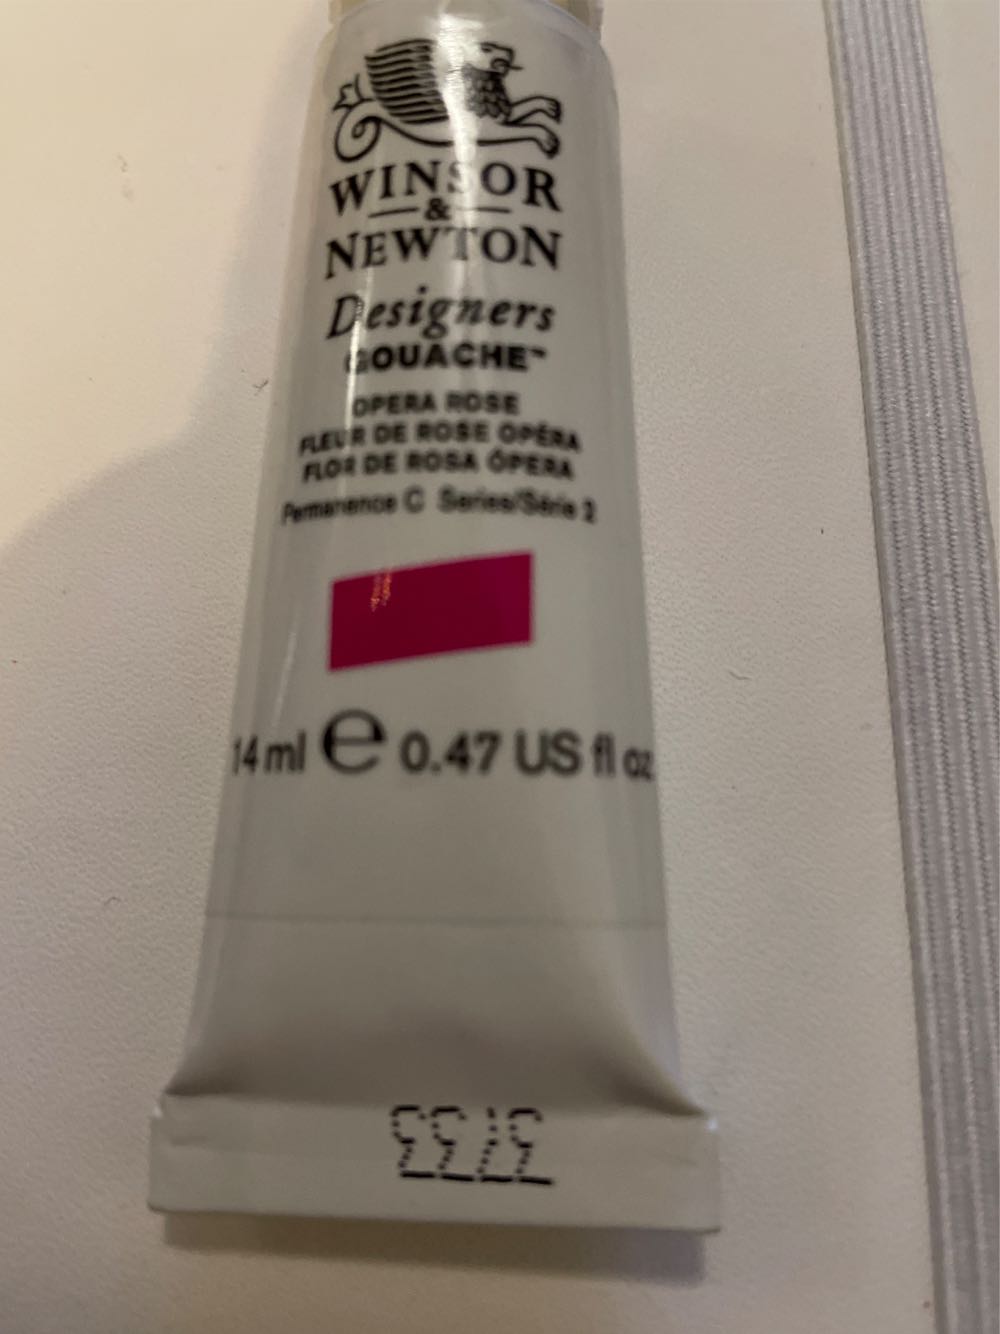 WINSOR
&
NEWTON
Designers
GOUACHE™
OPERA ROSE
FLEUR DE ROSE OPÉRA
FLOR DE ROSA ÓPERA
Permanence C Series/Série 2
14 ml ℮ 0.47 US fl oz
3733